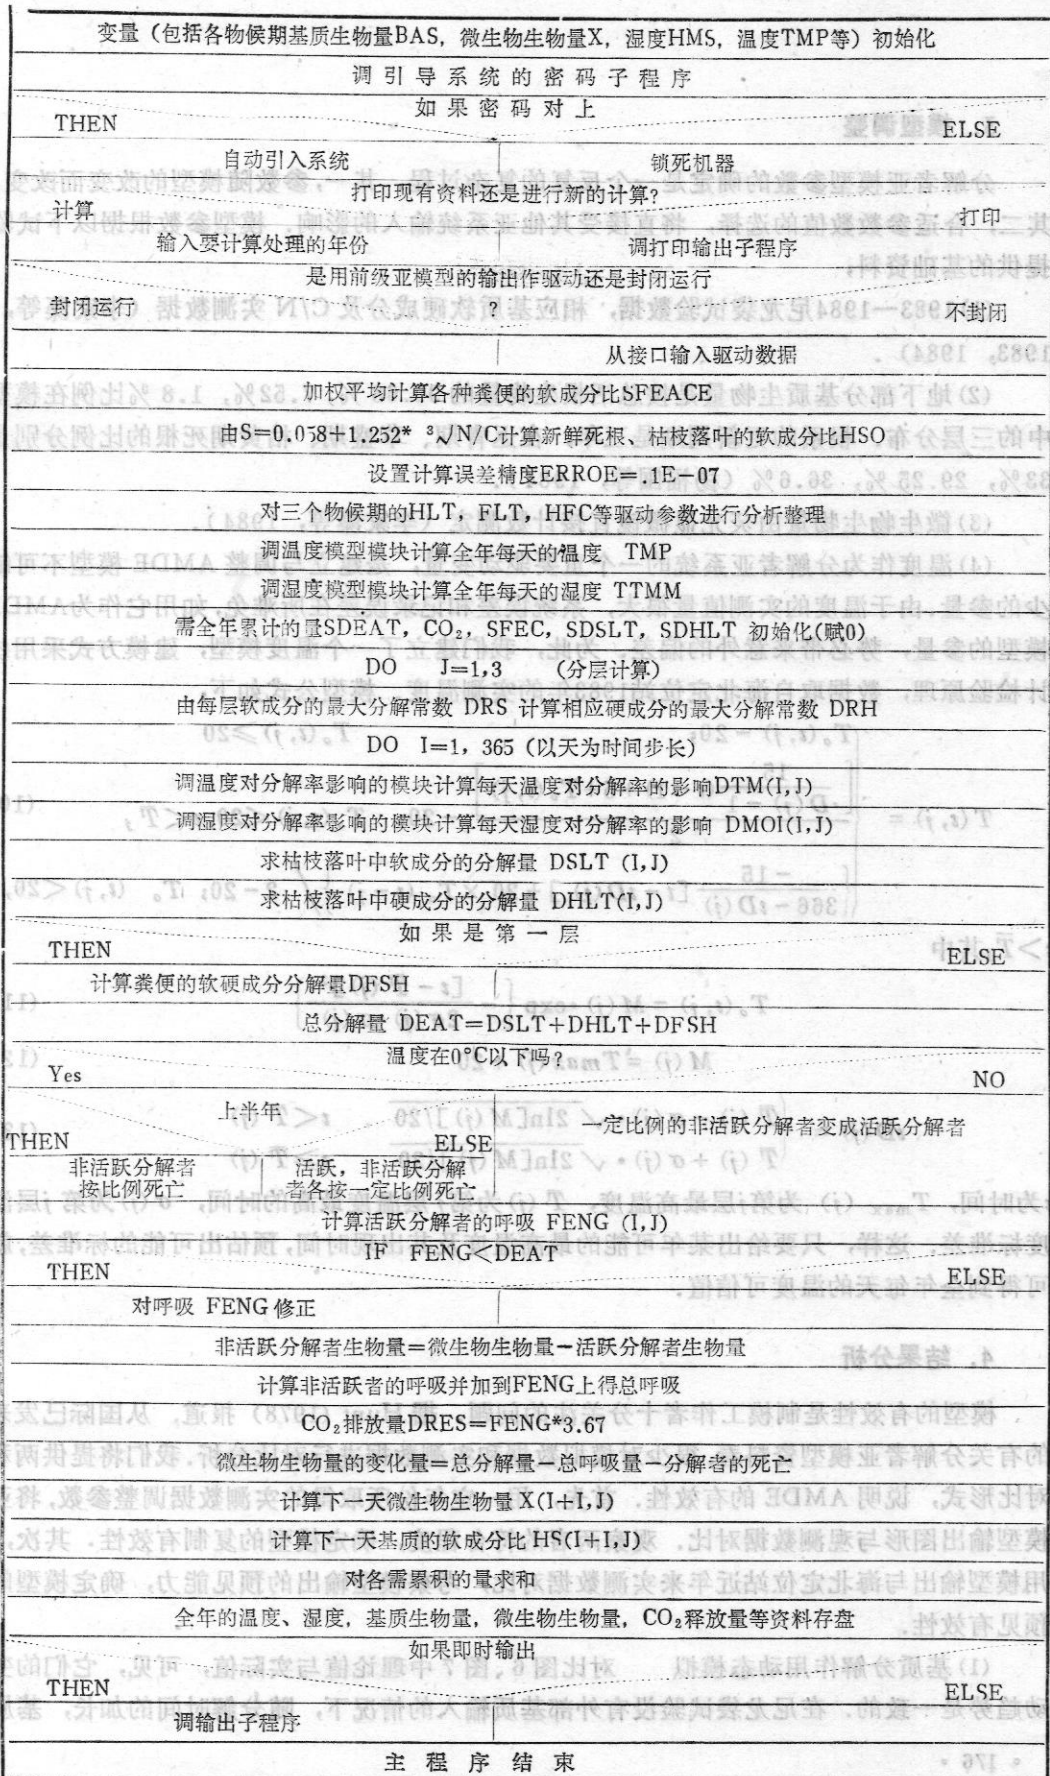 变量（包括各物候期基质生物量BAS，微生物生物量X，湿度HMS，温度TMP等）初始化
调引导系统的密码子程序
如果密码对上
THEN
ELSE
自动引入系统
锁死机器
打印现有资料还是进行新的计算?
计算
打印
输入要计算处理的年份
调打印输出子程序
是用前级亚模型的输出作驱动还是封闭运行
封闭运行
?
不封闭
从接口输入驱动数据
加权平均计算各种粪便的软成分比SFEACE
由S=0.058+1.252* ³√N/C计算新鲜死根、枯枝落叶的软成分比HSO
设置计算误差精度ERROE=.1E-07
对三个物候期的HLT，FLT，HFC等驱动参数进行分析整理
调温度模型模块计算全年每天的温度 TMP
调湿度模型模块计算全年每天的湿度 TTMM
需全年累计的量SDEAT，CO₂，SFEC，SDSLT，SDHLT 初始化(赋0)
DO J=1,3 (分层计算)
由每层软成分的最大分解常数 DRS 计算相应硬成分的最大分解常数 DRH
DO I=1，365（以天为时间步长）
调温度对分解率影响的模块计算每天温度对分解率的影响DTM(I,J)
调湿度对分解率影响的模块计算每天湿度对分解率的影响 DMOI(I,J)
求枯枝落叶中软成分的分解量 DSLT (I,J)
求枯枝落叶中硬成分的分解量 DHLT(I,J)
如果是第一层
THEN
ELSE
计算粪便的软硬成分分解量DFSH
总分解量 DEAT=DSLT+DHLT+DFSH
温度在0°C以下吗?
Yes
NO
上半年
THEN
ELSE
一定比例的非活跃分解者变成活跃分解者
非活跃分解者
按比例死亡
活跃，非活跃分解
者各按一定比例死亡
计算活跃分解者的呼吸 FENG (I,J)
IF FENG<DEAT
THEN
ELSE
对呼吸 FENG修正
非活跃分解者生物量=微生物生物量-活跃分解者生物量
计算非活跃者的呼吸并加到FENG上得总呼吸
CO₂排放量DRES=FENG*3.67
微生物生物量的变化量=总分解量-总呼吸量-分解者的死亡
计算下一天微生物生物量 X(I+I,J)
计算下一天基质的软成分比 HS(I+I,J)
对各需累积的量求和
全年的温度、湿度，基质生物量，微生物生物量，CO₂释放量等资料存盘
如果即时输出
THEN
ELSE
调输出子程序
主程序结束